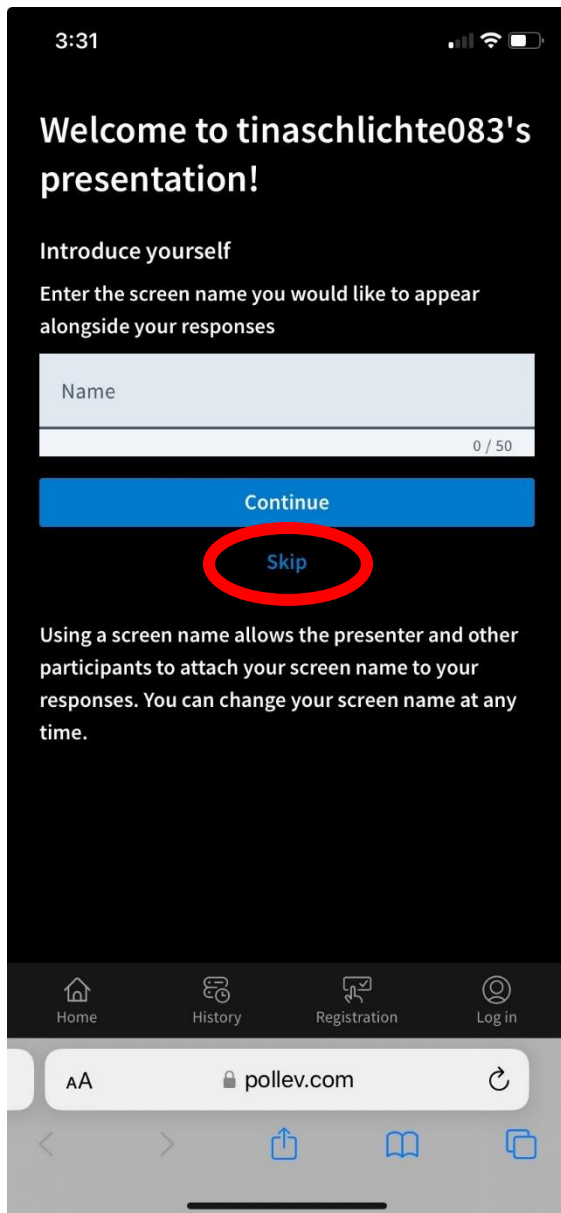 3:31
Welcome to tinaschlichte083's
presentation!
Introduce yourself
Enter the screen name you would like to appear
alongside your responses
Name
0 / 50
Continue
Skip
Using a screen name allows the presenter and other
participants to attach your screen name to your
responses. You can change your screen name at any
time.
Home History Registration Log in
AA pollev.com